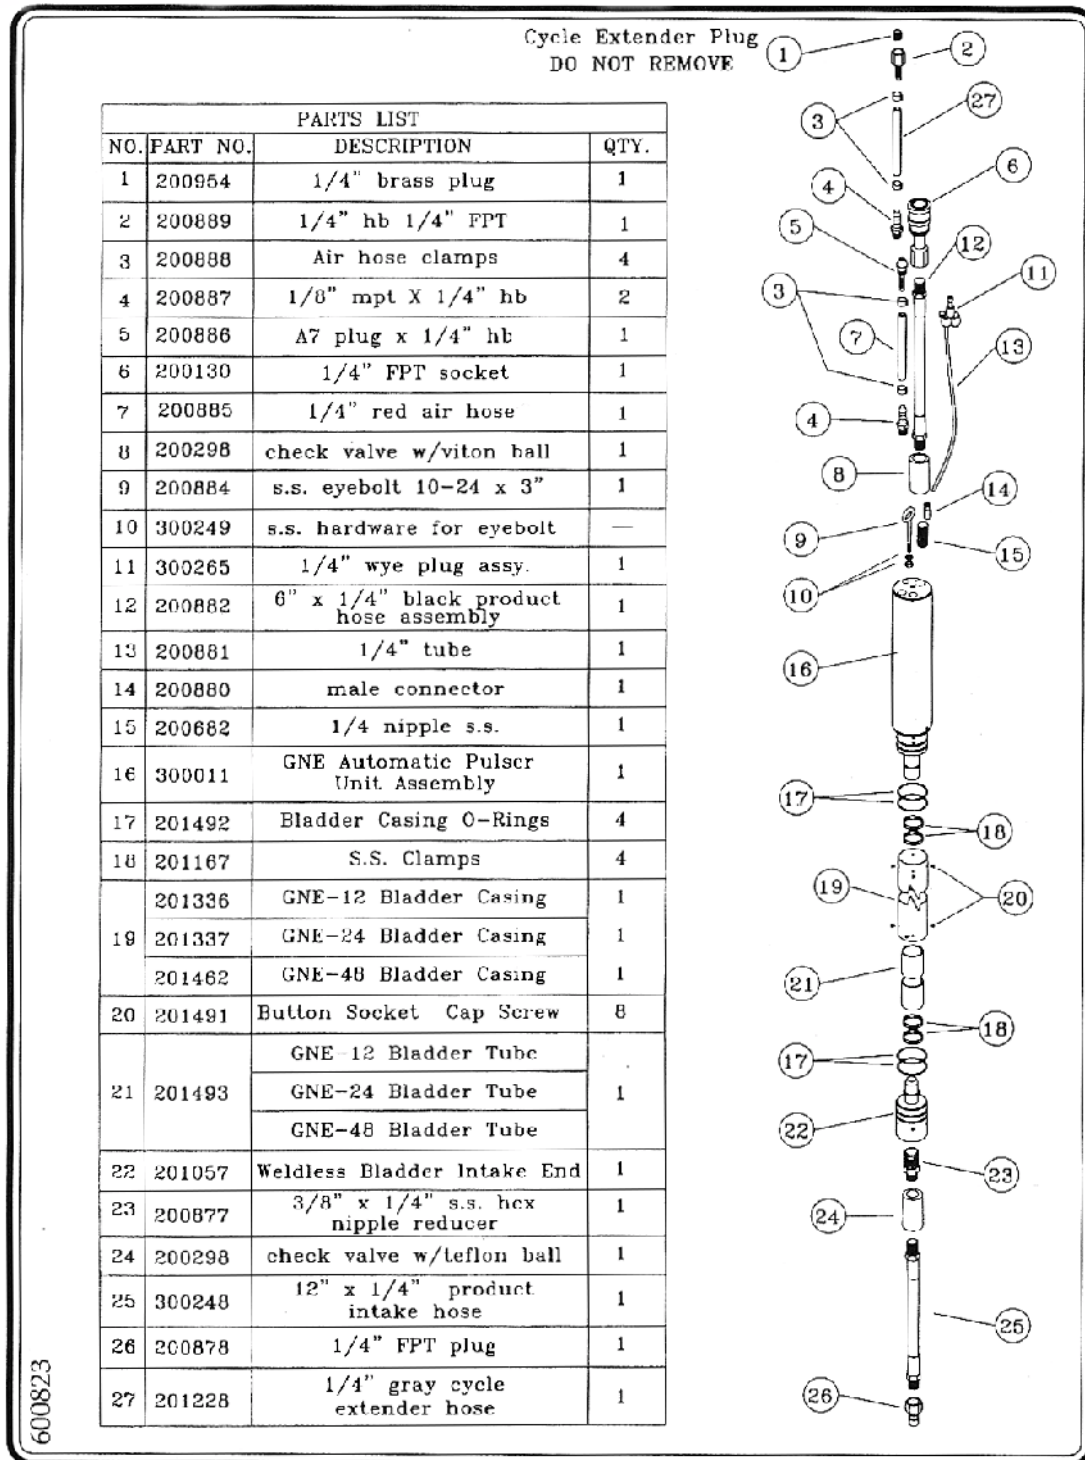 Cycle Extender Plug
DO NOT REMOVE
PARTS LIST
NO. PART NO. DESCRIPTION QTY.
1 200954 1/4" brass plug 1
2 200889 1/4" hb 1/4" FPT 1
3 200888 Air hose clamps 4
4 200887 1/8" mpt X 1/4" hb 2
5 200886 A7 plug x 1/4" hb 1
6 200130 1/4" FPT socket 1
7 200885 1/4" red air hose 1
8 200298 check valve w/viton ball 1
9 200884 s.s. eyebolt 10-24 x 3" 1
10 300249 s.s. hardware for eyebolt —
11 300265 1/4" wye plug assy. 1
12 200882 6" x 1/4" black product
hose assembly 1
13 200881 1/4" tube 1
14 200880 male connector 1
15 200682 1/4 nipple s.s. 1
16 300011 GNE Automatic Pulser
Unit Assembly 1
17 201492 Bladder Casing O-Rings 4
18 201167 S.S. Clamps 4
19 201336 GNE-12 Bladder Casing 1
201337 GNE-24 Bladder Casing 1
201462 GNE-48 Bladder Casing 1
20 201491 Button Socket Cap Screw 8
21 201493 GNE-12 Bladder Tube 1
GNE-24 Bladder Tube
GNE-48 Bladder Tube
22 201057 Weldless Bladder Intake End 1
23 200877 3/8" x 1/4" s.s. hex
nipple reducer 1
24 200298 check valve w/teflon ball 1
25 300248 12" x 1/4" product
intake hose 1
26 200878 1/4" FPT plug 1
27 201228 1/4" gray cycle
extender hose 1
600823
1
2
3
27
4
6
5
12
11
3
7
13
4
8
14
9
15
10
16
17
18
19
20
21
18
17
22
23
24
25
26